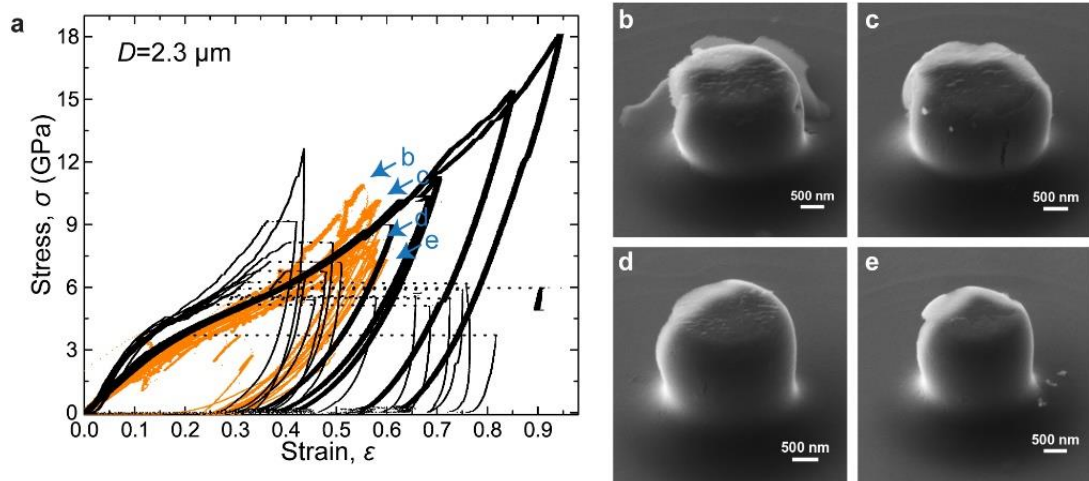 a
D=2.3 μm
18
15
12
9
6
3
0
Stress, σ (GPa)
b
c
d
e
0.0 0.1 0.2 0.3 0.4 0.5 0.6 0.7 0.8 0.9
Strain, ε
b
500 nm
c
500 nm
d
500 nm
e
500 nm